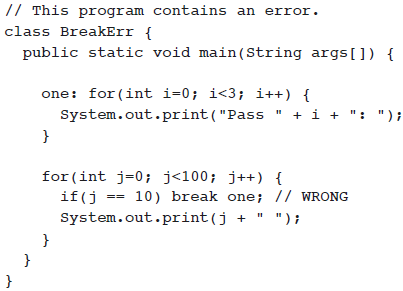 // This program contains an error.
class BreakErr {
  public static void main(String args[]) {

    one: for(int i=0; i<3; i++) {
      System.out.print("Pass " + i + ": ");
    }

    for(int j=0; j<100; j++) {
      if(j == 10) break one; // WRONG
      System.out.print(j + " ");
    }
  }
}